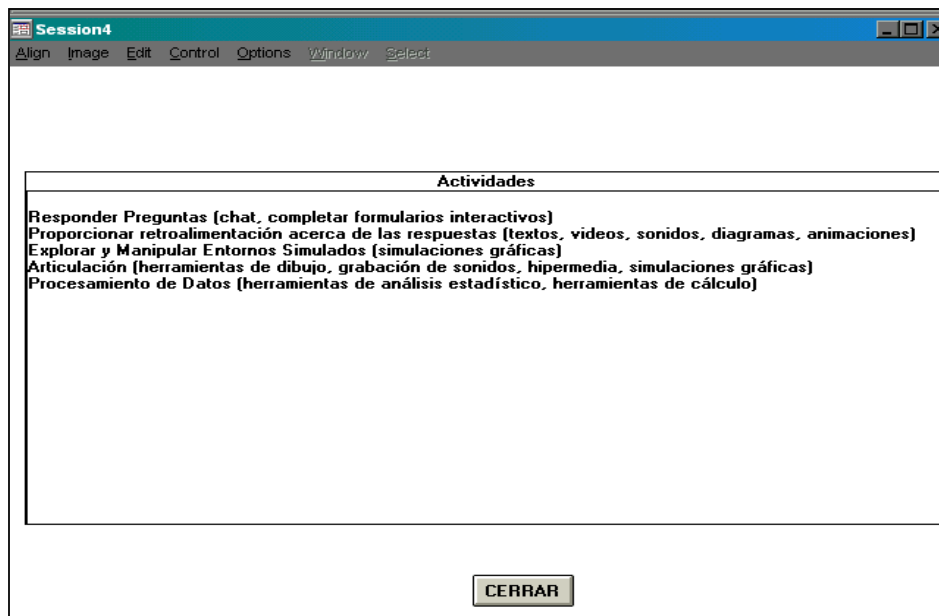 Session4
Align Image Edit Control Options Window Select
Actividades
Responder Preguntas (chat, completar formularios interactivos)
Proporcionar retroalimentación acerca de las respuestas (textos, videos, sonidos, diagramas, animaciones)
Explorar y Manipular Entornos Simulados (simulaciones gráficas)
Articulación (herramientas de dibujo, grabación de sonidos, hipermedia, simulaciones gráficas)
Procesamiento de Datos (herramientas de análisis estadístico, herramientas de cálculo)
CERRAR